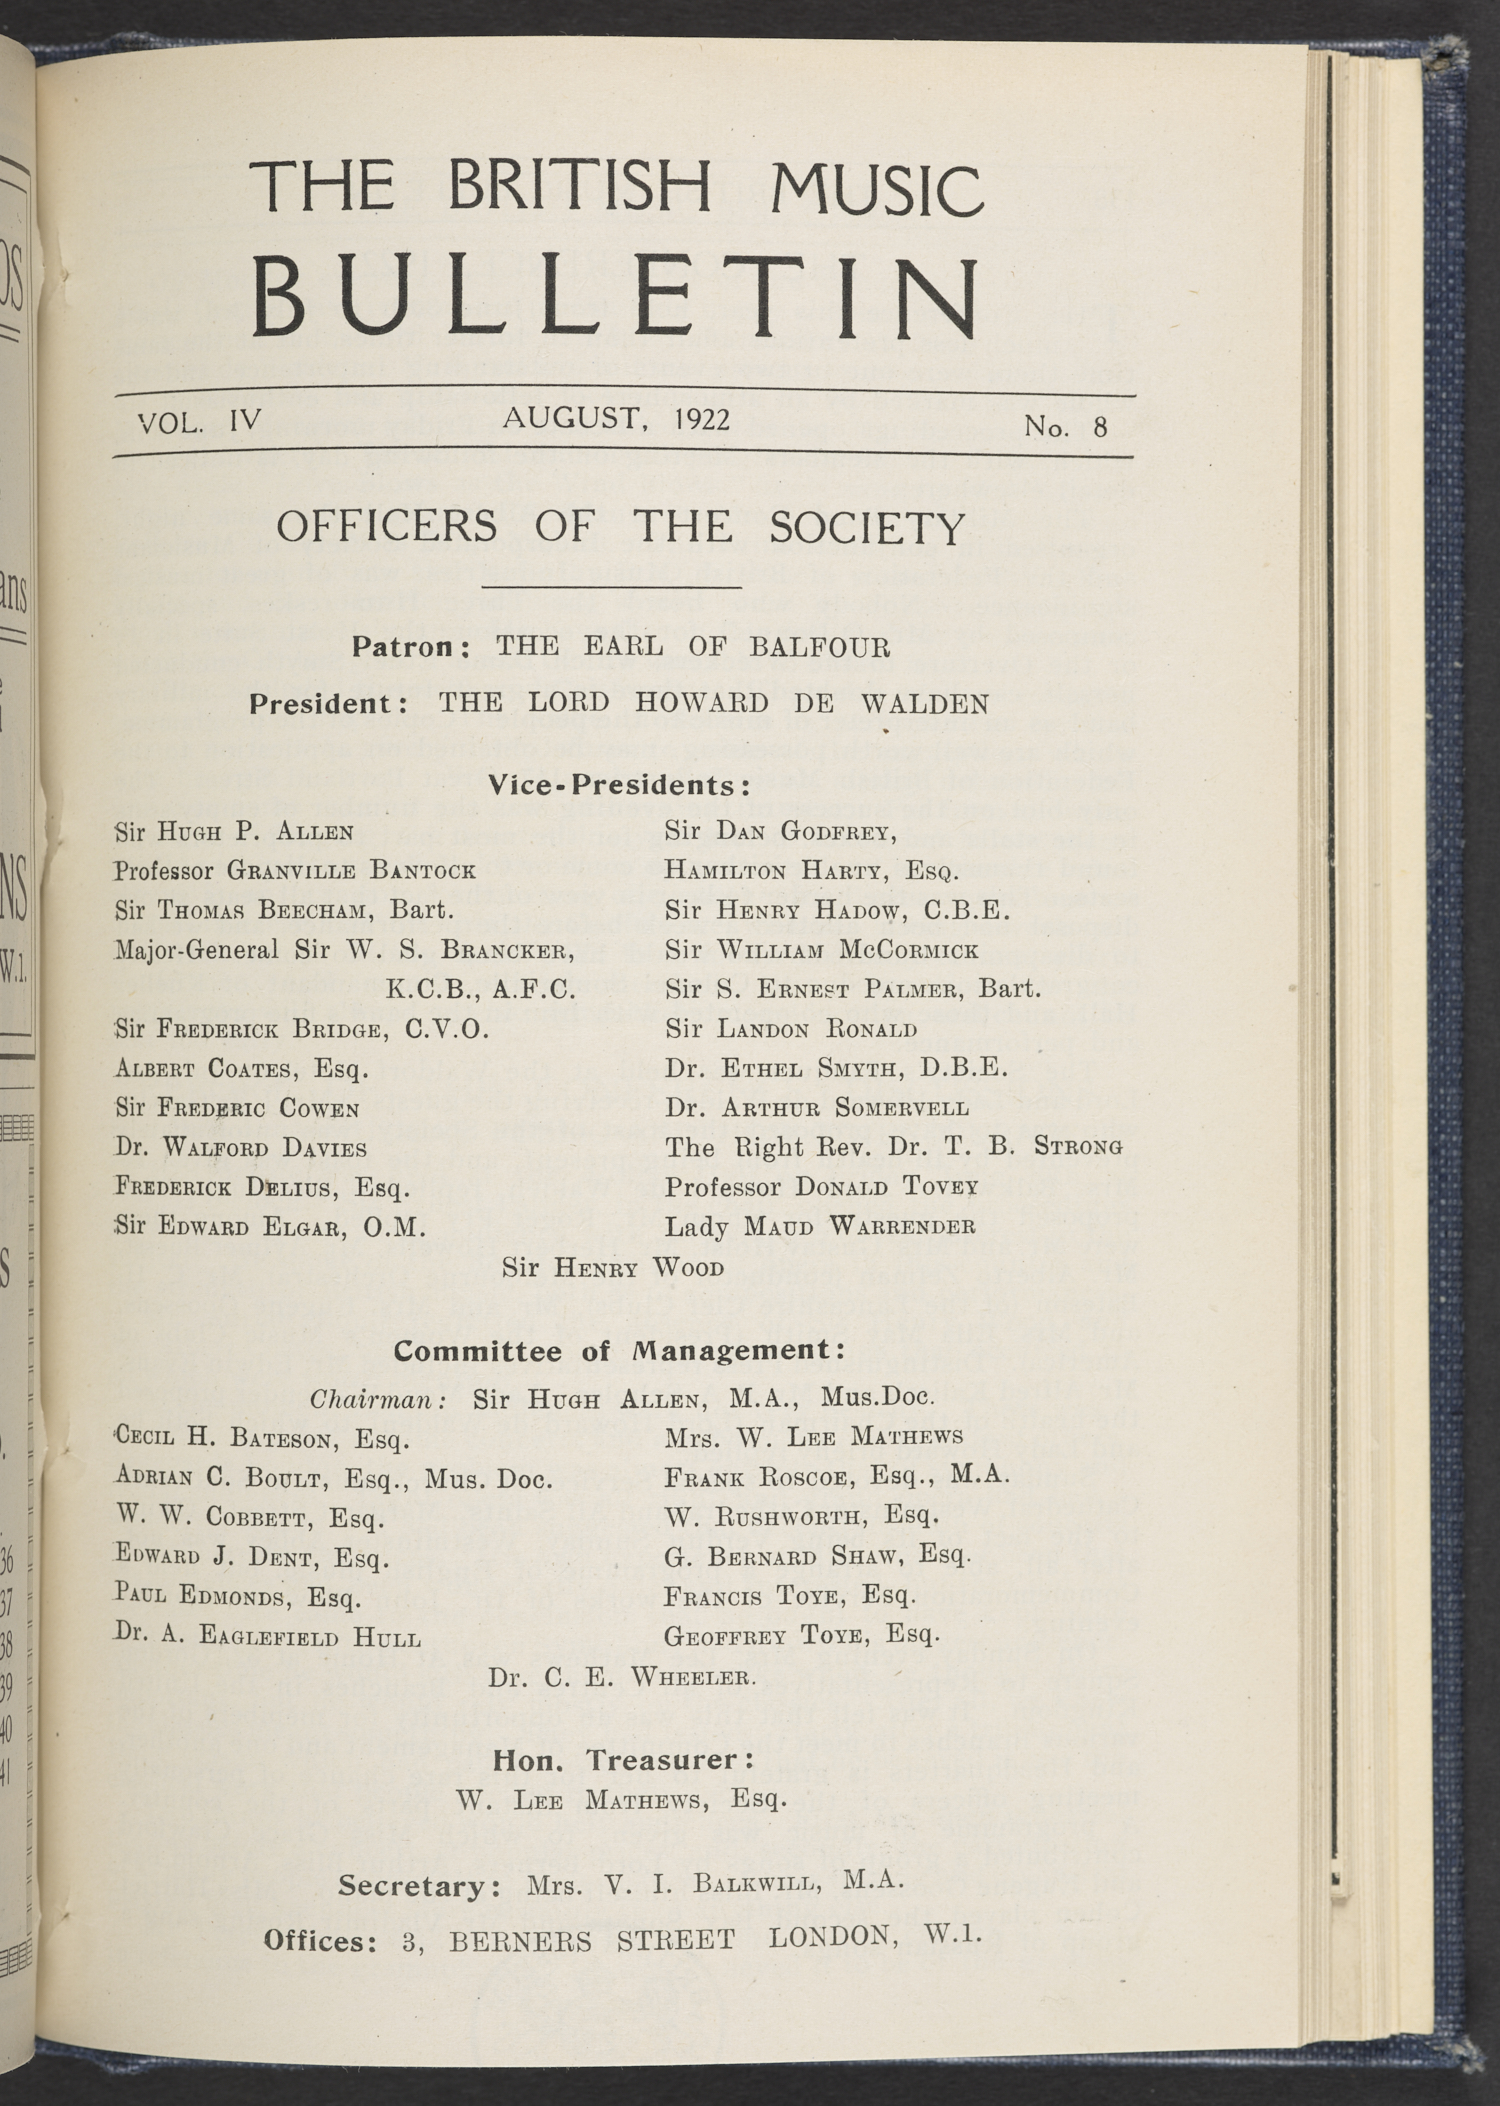 THE BRITISH MUSIC
BULLETIN
VOL. IV AUGUST, 1922 No. 8
OFFICERS OF THE SOCIETY
Patron: THE EARL OF BALFOUR
President: THE LORD HOWARD DE WALDEN
Vice-Presidents:
Sir HUGH P. ALLEN
Professor GRANVILLE BANTOCK
Sir THOMAS BEECHAM, Bart.
Major-General Sir W. S. BRANCKER,
K.C.B., A.F.C.
Sir FREDERICK BRIDGE, C.V.O.
ALBERT COATES, Esq.
Sir FREDERIC COWEN
Dr. WALFORD DAVIES
FREDERICK DELIUS, Esq.
Sir EDWARD ELGAR, O.M.
Sir DAN GODFREY,
HAMILTON HARTY, ESQ.
Sir HENRY HADOW, C.B.E.
Sir WILLIAM McCORMICK
Sir S. ERNEST PALMER, Bart.
Sir LANDON RONALD
Dr. ETHEL SMYTH, D.B.E.
Dr. ARTHUR SOMERVELL
The Right Rev. Dr. T. B. STRONG
Professor DONALD TOVEY
Lady MAUD WARRENDER
Sir HENRY WOOD
Committee of Management:
Chairman: Sir HUGH ALLEN, M.A., Mus.Doc.
CECIL H. BATESON, Esq.
ADRIAN C. BOULT, Esq., Mus. Doc.
W. W. COBBETT, Esq.
EDWARD J. DENT, Esq.
PAUL EDMONDS, Esq.
Dr. A. EAGLEFIELD HULL
Mrs. W. LEE MATHEWS
FRANK ROSCOE, Esq., M.A.
W. RUSHWORTH, Esq.
G. BERNARD SHAW, Esq.
FRANCIS TOYE, Esq.
GEOFFREY TOYE, Esq.
Dr. C. E. WHEELER.
Hon. Treasurer:
W. LEE MATHEWS, Esq.
Secretary: Mrs. V. I. BALKWILL, M.A.
Offices: 3, BERNERS STREET LONDON, W.1.